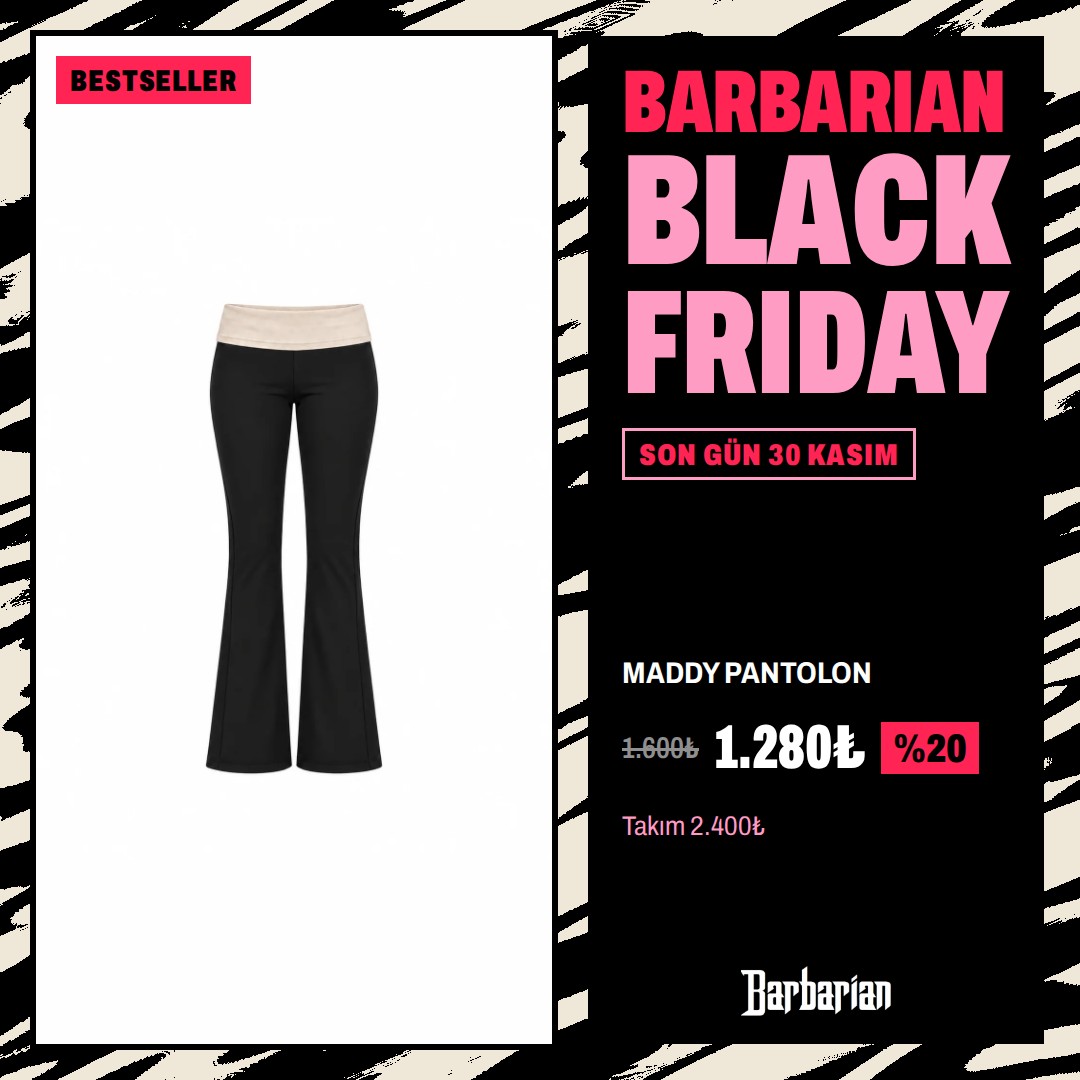 BESTSELLER
BARBARIAN
BLACK
FRIDAY
SON GÜN 30 KASIM
MADDY PANTOLON
1.600₺ 1.280₺ %20
Takım 2.400₺
Barbarian